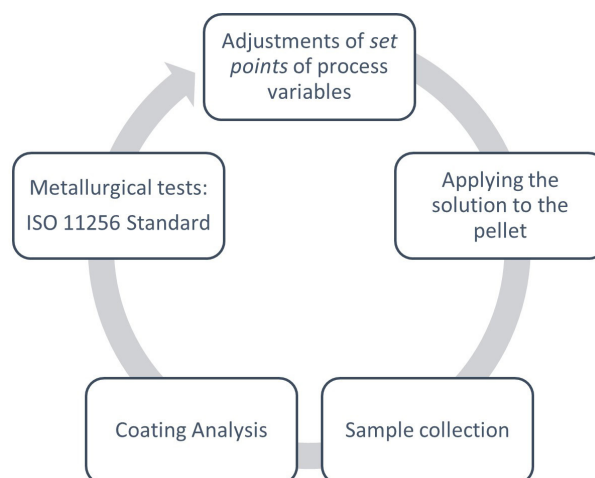 Adjustments of set
points of process
variables
Applying the
solution to the
pellet
Sample collection
Coating Analysis
Metallurgical tests:
ISO 11256 Standard